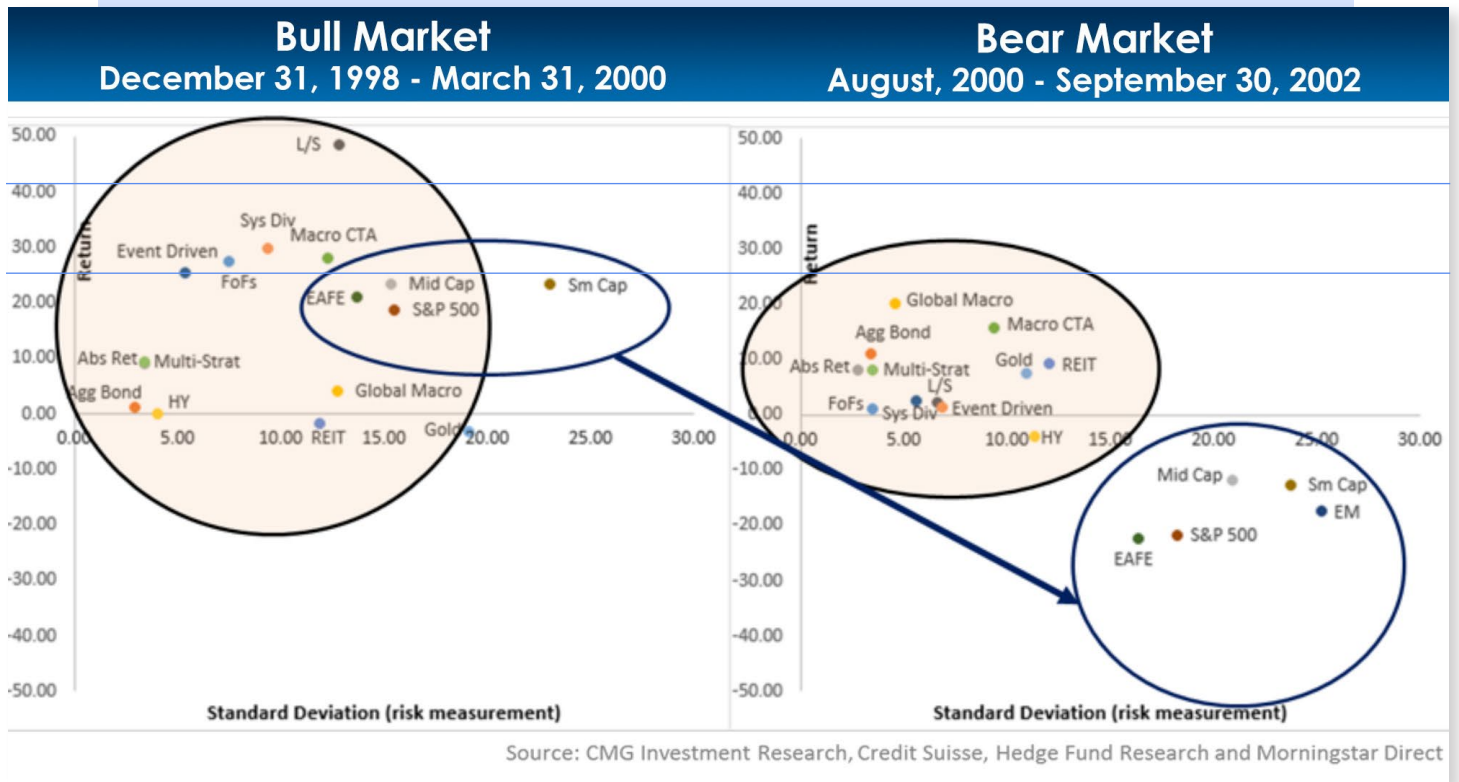 Bull Market
December 31, 1998 - March 31, 2000
Bear Market
August, 2000 - September 30, 2002
50.00
40.00
30.00
20.00
10.00
0.00
-10.00
-20.00
-30.00
-40.00
-50.00
Return
L/S
Sys Div
Macro CTA
Event Driven
FoFs
EAFE
Mid Cap
S&P 500
Sm Cap
Abs Ret
Multi-Strat
Agg Bond
HY
Global Macro
REIT
Gold
0.00 5.00 10.00 15.00 20.00 25.00 30.00
Standard Deviation (risk measurement)
50.00
40.00
30.00
20.00
10.00
0.00
-10.00
-20.00
-30.00
-40.00
-50.00
Return
Global Macro
Macro CTA
Agg Bond
Abs Ret
Multi-Strat
Gold
REIT
L/S
FoFs
Sys Div
Event Driven
HY
0.00 5.00 10.00 15.00 20.00 25.00 30.00
Mid Cap
Sm Cap
EM
S&P 500
EAFE
Standard Deviation (risk measurement)
Source: CMG Investment Research, Credit Suisse, Hedge Fund Research and Morningstar Direct